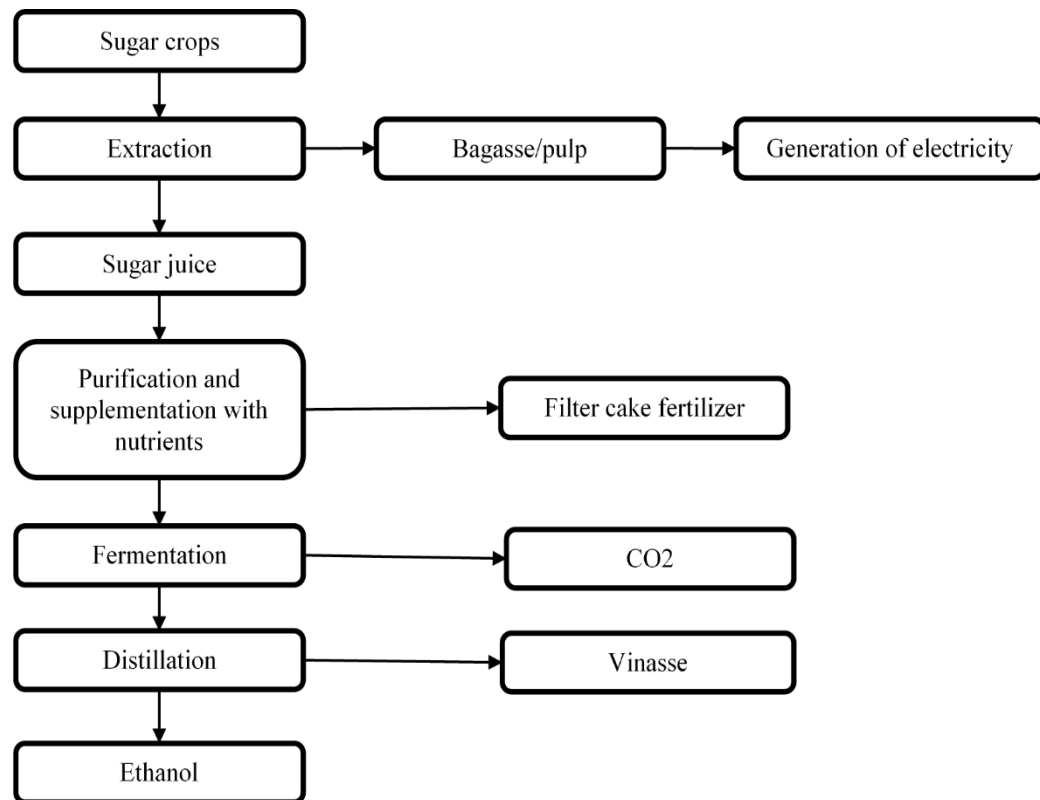 Sugar crops
Extraction
Bagasse/pulp
Generation of electricity
Sugar juice
Purification and
supplementation with
nutrients
Filter cake fertilizer
Fermentation
CO2
Distillation
Vinasse
Ethanol